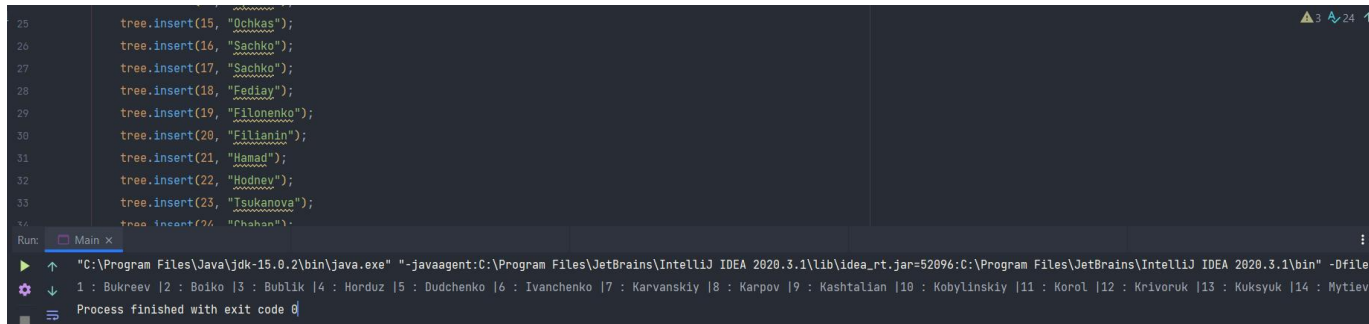 25 tree.insert(15, "Ochkas");
3 24
26 tree.insert(16, "Sachko");
27 tree.insert(17, "Sachko");
28 tree.insert(18, "Fediay");
29 tree.insert(19, "Filonenko");
30 tree.insert(20, "Filianin");
31 tree.insert(21, "Hamad");
32 tree.insert(22, "Hodnev");
33 tree.insert(23, "Tsukanova");
34 tree.insert(24, "Chaban");
Run: Main ×
"C:\Program Files\Java\jdk-15.0.2\bin\java.exe" "-javaagent:C:\Program Files\JetBrains\IntelliJ IDEA 2020.3.1\lib\idea_rt.jar=52096:C:\Program Files\JetBrains\IntelliJ IDEA 2020.3.1\bin" -Dfile
1 : Bukreev |2 : Boiko |3 : Bublik |4 : Horduz |5 : Dudchenko |6 : Ivanchenko |7 : Karvanskiy |8 : Karpov |9 : Kashtalian |10 : Kobylinskiy |11 : Korol |12 : Krivoruk |13 : Kuksyuk |14 : Mytiev
Process finished with exit code 0